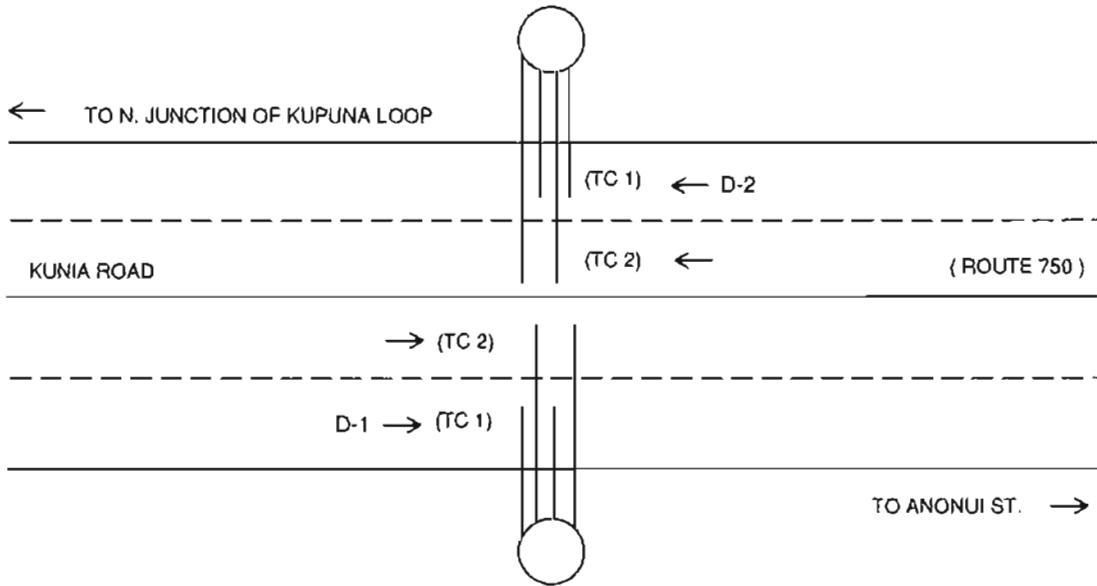 ← TO N. JUNCTION OF KUPUNA LOOP
(TC 1) ← D-2
(TC 2) ←
KUNIA ROAD
( ROUTE 750 )
→ (TC 2)
D-1 → (TC 1)
TO ANONUI ST. →